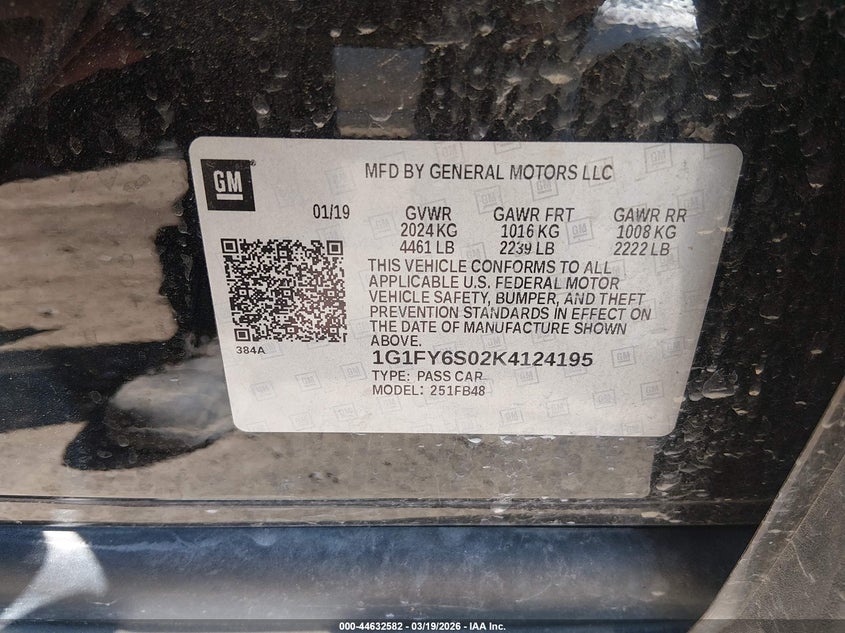 GM
MFD BY GENERAL MOTORS LLC
01/19 GVWR GAWR FRT GAWR RR
2024 KG 1016 KG 1008 KG
4461 LB 2239 LB 2222 LB
THIS VEHICLE CONFORMS TO ALL
APPLICABLE U.S. FEDERAL MOTOR
VEHICLE SAFETY, BUMPER, AND THEFT
PREVENTION STANDARDS IN EFFECT ON
THE DATE OF MANUFACTURE SHOWN
ABOVE.
384A
1G1FY6S02K4124195
TYPE: PASS CAR
MODEL: 251FB48
000-44632582 - 03/19/2026 - IAA Inc.